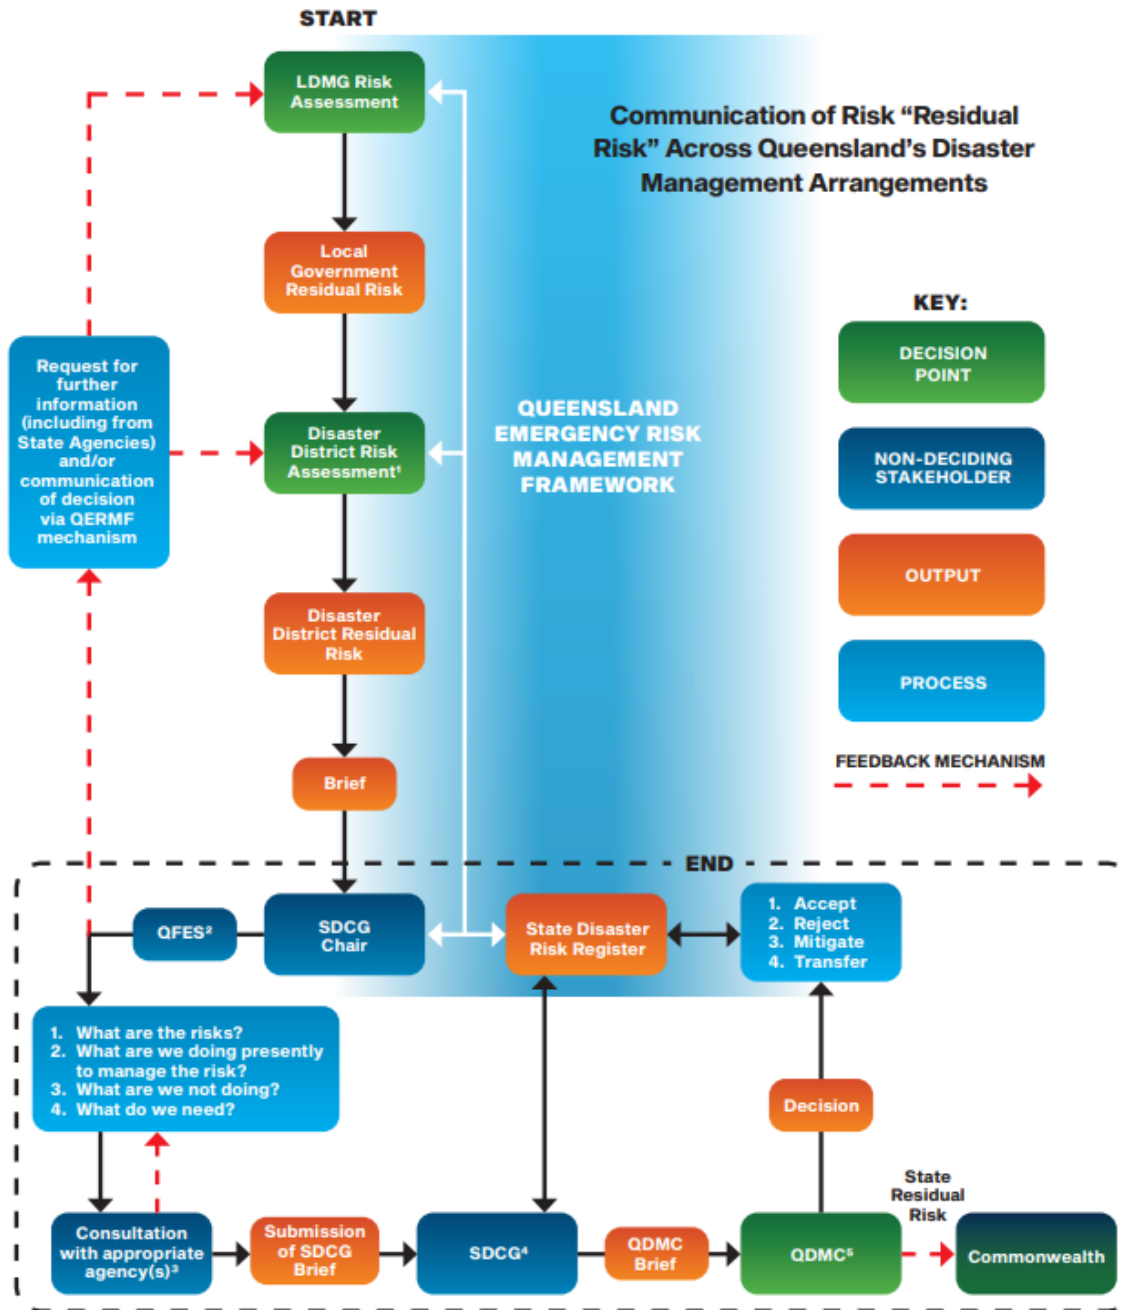 START
LDMG Risk
Assessment
Communication of Risk “Residual
Risk” Across Queensland’s Disaster
Management Arrangements
Local
Government
Residual Risk
KEY:
DECISION
POINT
Request for
further
information
(including from
State Agencies)
and/or
communication
of decision
via QERMF
mechanism
Disaster
District Risk
Assessment¹
QUEENSLAND
EMERGENCY RISK
MANAGEMENT
FRAMEWORK
NON-DECIDING
STAKEHOLDER
OUTPUT
Disaster
District Residual
Risk
PROCESS
FEEDBACK MECHANISM
Brief
END
QFES²
SDCG
Chair
State Disaster
Risk Register
1. Accept
2. Reject
3. Mitigate
4. Transfer
1. What are the risks?
2. What are we doing presently
to manage the risk?
3. What are we not doing?
4. What do we need?
Decision
State
Residual
Risk
Consultation
with appropriate
agency(s)³
Submission
of SDCG
Brief
SDCG⁴
QDMC
Brief
QDMC⁵
Commonwealth